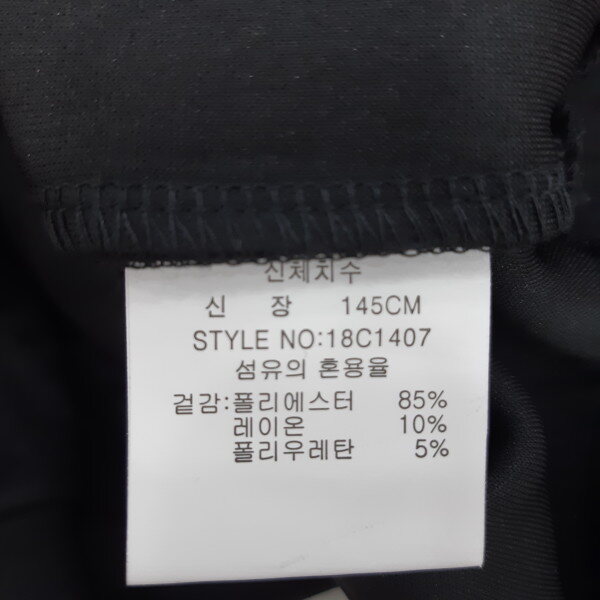 신체치수
신 장 145CM
STYLE NO:18C1407
섬유의 혼용율
겉감:폴리에스터 85%
레이온 10%
폴리우레탄 5%